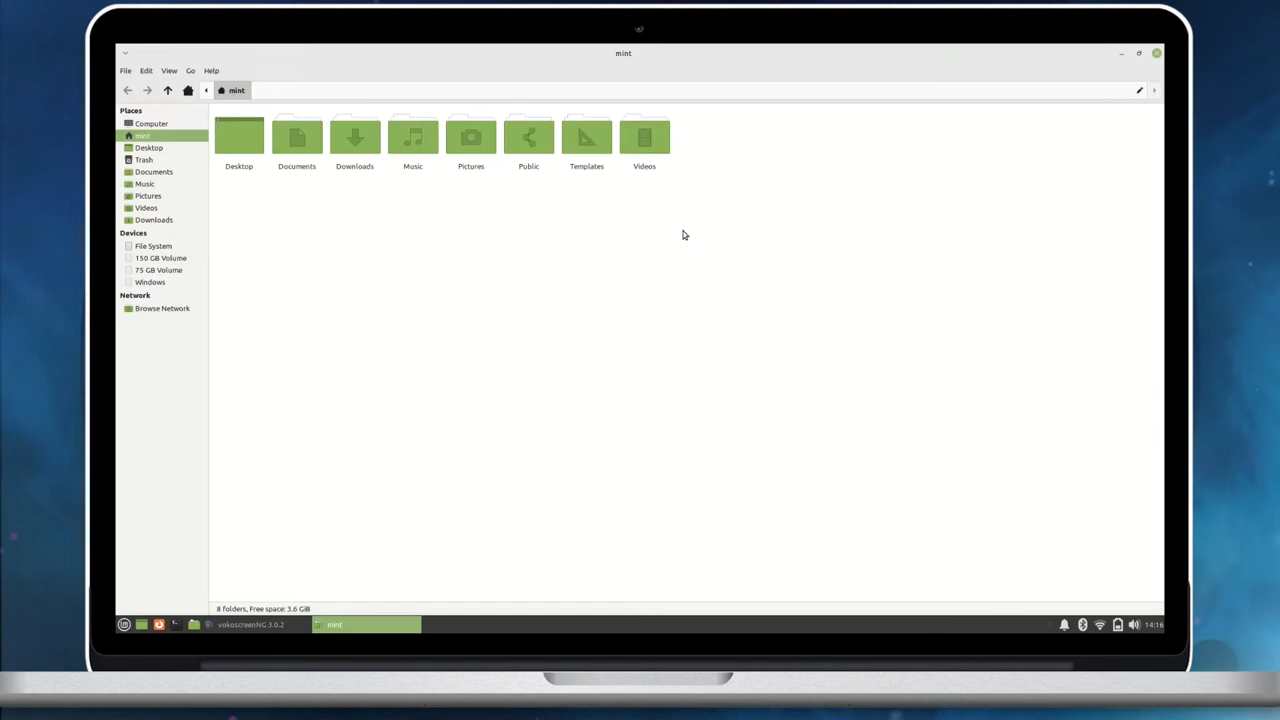 mint
File Edit View Go Help
mint
Places
Computer
mint
Desktop
Trash
Documents
Music
Pictures
Videos
Downloads
Devices
File System
150 GB Volume
75 GB Volume
Windows
Network
Browse Network
Desktop Documents Downloads Music Pictures Public Templates Videos
8 folders, Free space: 3.6 GiB
vokoscreenNG 3.0.2 mint 14:16